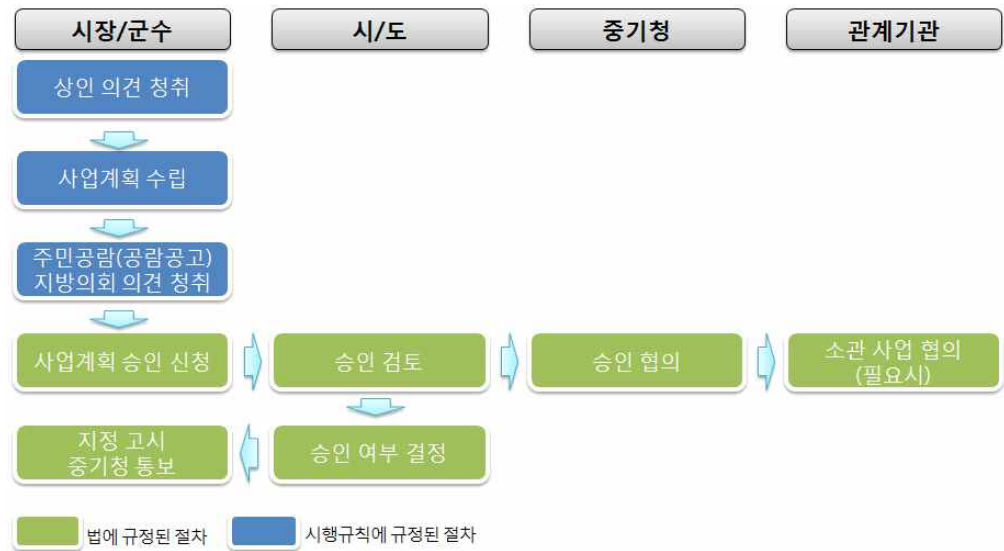 시장/군수
시/도
중기청
관계기관
상인 의견 청취
사업계획 수립
주민공람(공람공고)
지방의회 의견 청취
사업계획 승인 신청
승인 검토
승인 협의
소관 사업 협의
(필요시)
지정 고시
중기청 통보
승인 여부 결정
법에 규정된 절차
시행규칙에 규정된 절차